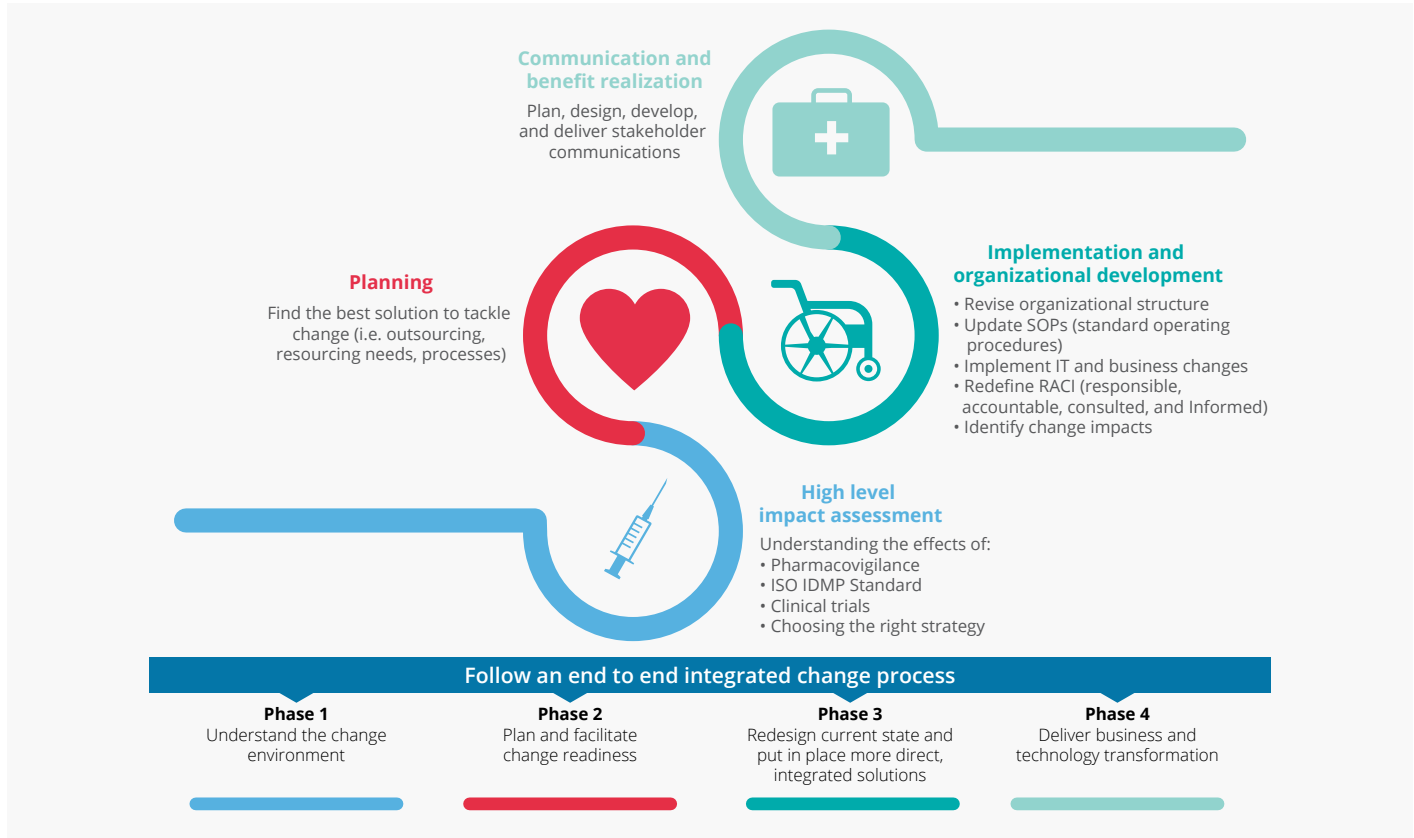 Communication and
benefit realization
Plan, design, develop,
and deliver stakeholder
communications
Planning
Find the best solution to tackle
change (i.e. outsourcing,
resourcing needs, processes)
Implementation and
organizational development
• Revise organizational structure
• Update SOPs (standard operating
procedures)
• Implement IT and business changes
• Redefine RACI (responsible,
accountable, consulted, and Informed)
• Identify change impacts
High level
impact assessment
Understanding the effects of:
• Pharmacovigilance
• ISO IDMP Standard
• Clinical trials
• Choosing the right strategy
Follow an end to end integrated change process
Phase 1
Understand the change
environment
Phase 2
Plan and facilitate
change readiness
Phase 3
Redesign current state and
put in place more direct,
integrated solutions
Phase 4
Deliver business and
technology transformation